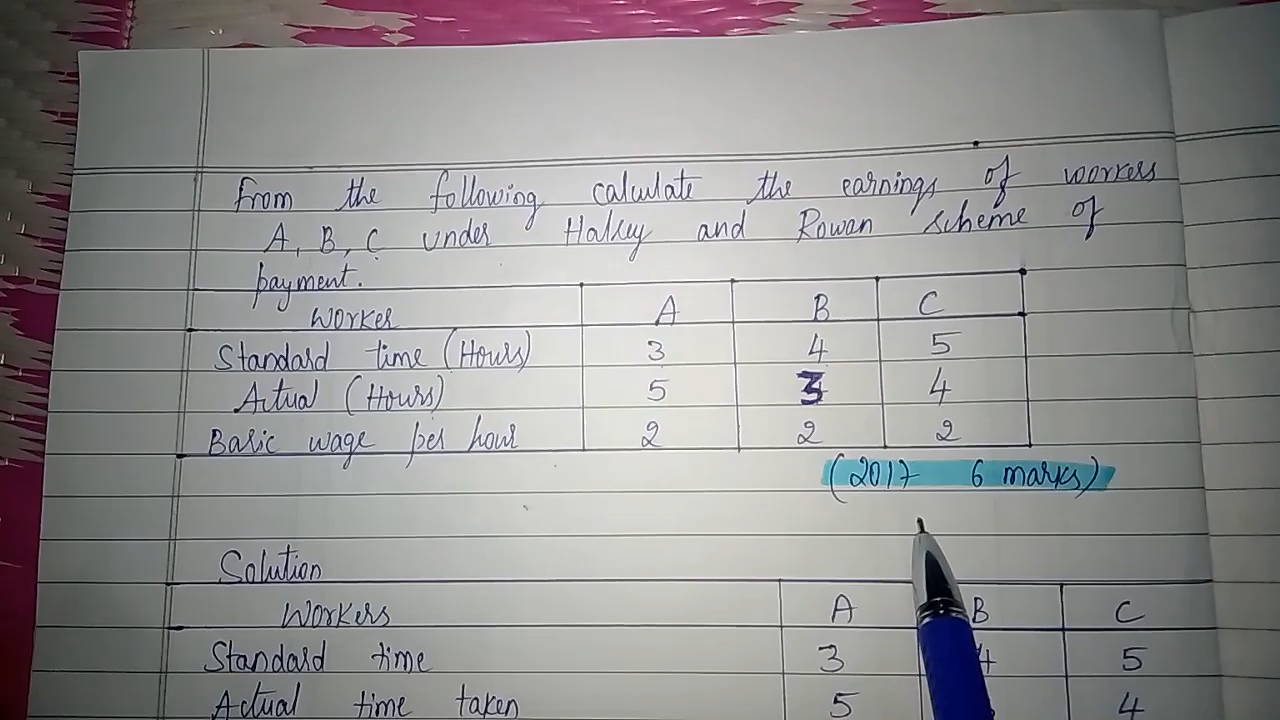 From the following calculate the earnings of workers
A, B, C under Halsey and Rowan scheme of
payment.
Worker A B C
Standard time (Hours) 3 4 5
Actual (Hours) 5 3 4
Basic wage per hour 2 2 2
(2017 6 marks)
Solution
Workers A B C
Standard time 3 4 5
Actual time taken 5 4